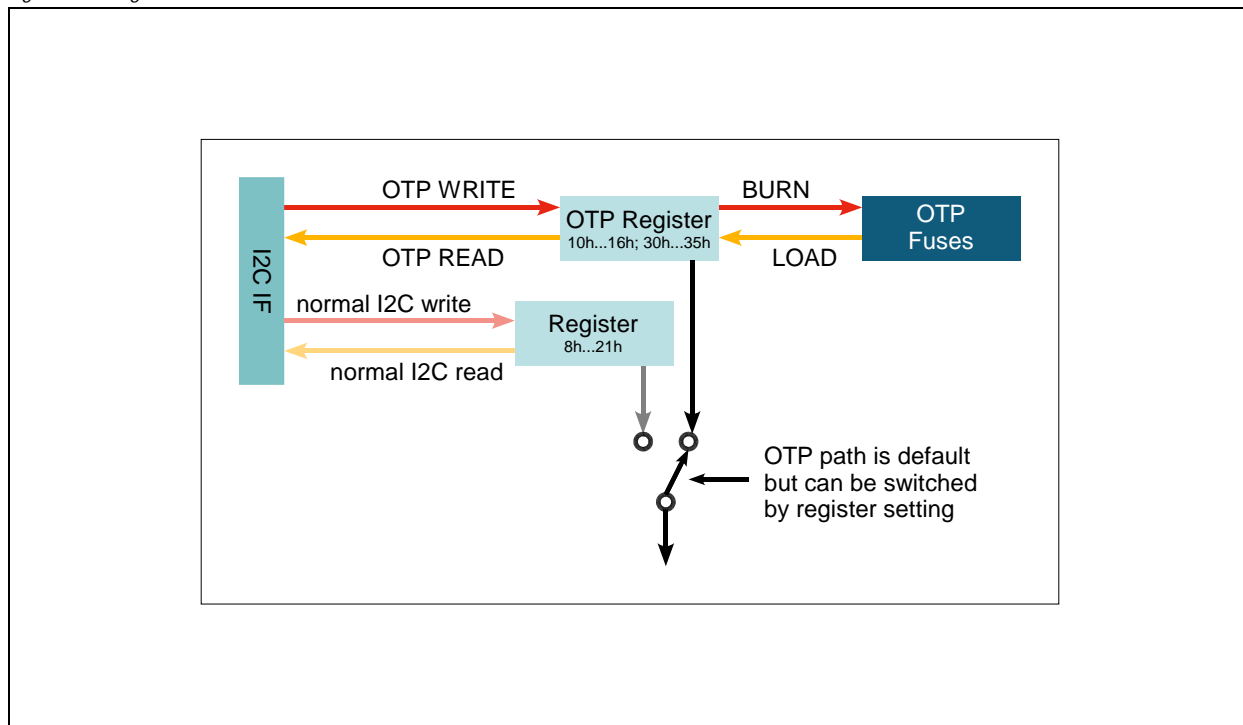 OTP WRITE
BURN
OTP Register
10h...16h; 30h...35h
OTP
Fuses
OTP READ
LOAD
I2C IF
normal I2C write
Register
8h...21h
normal I2C read
OTP path is default
but can be switched
by register setting